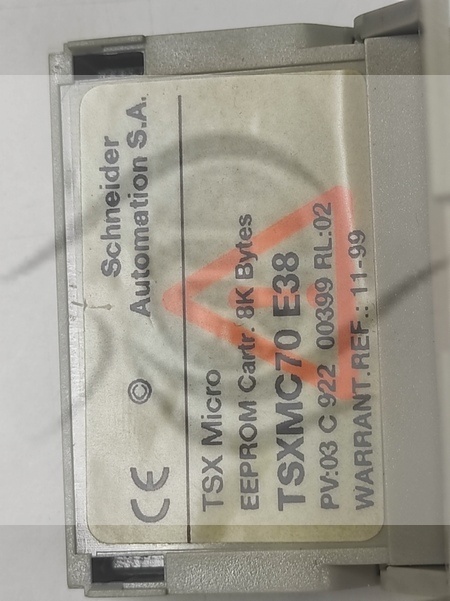 CE © Schneider
Automation S.A.
TSX Micro
EEPROM Cartr. 8K Bytes
TSXMC70 E38
PV:03 C 922 00399 RL:02
WARRANT.REF.: 11-99